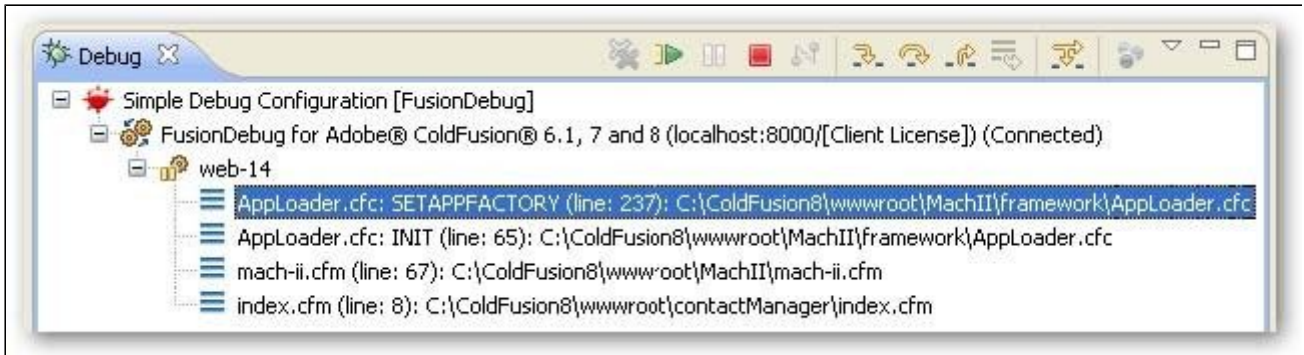 Debug
Simple Debug Configuration [FusionDebug]
FusionDebug for Adobe® ColdFusion® 6.1, 7 and 8 (localhost:8000/[Client License]) (Connected)
web-14
AppLoader.cfc: SETAPPFACTORY (line: 237): C:\ColdFusion8\wwwroot\MachII\framework\AppLoader.cfc
AppLoader.cfc: INIT (line: 65): C:\ColdFusion8\wwwroot\MachII\framework\AppLoader.cfc
mach-ii.cfm (line: 67): C:\ColdFusion8\wwwroot\MachII\mach-ii.cfm
index.cfm (line: 8): C:\ColdFusion8\wwwroot\contactManager\index.cfm